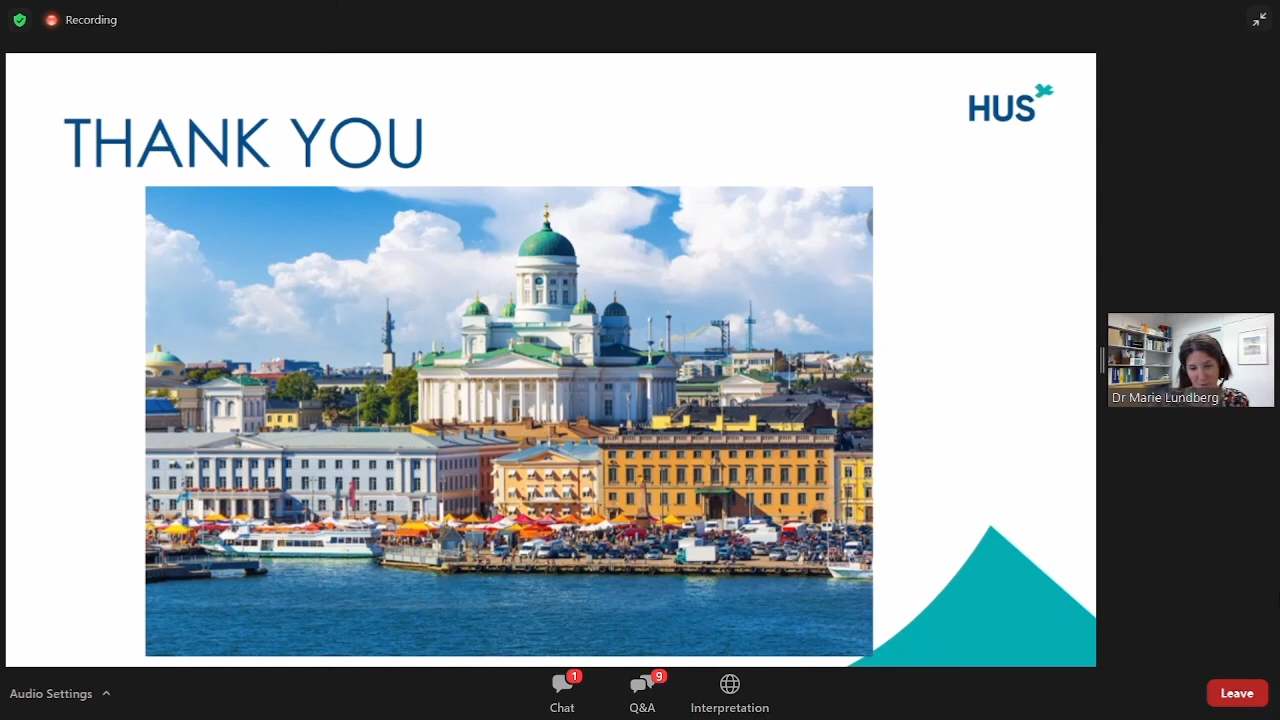 Recording
THANK YOU
HUS
Dr Marie Lundberg
Audio Settings
1
Chat
9
Q&A
Interpretation
Leave